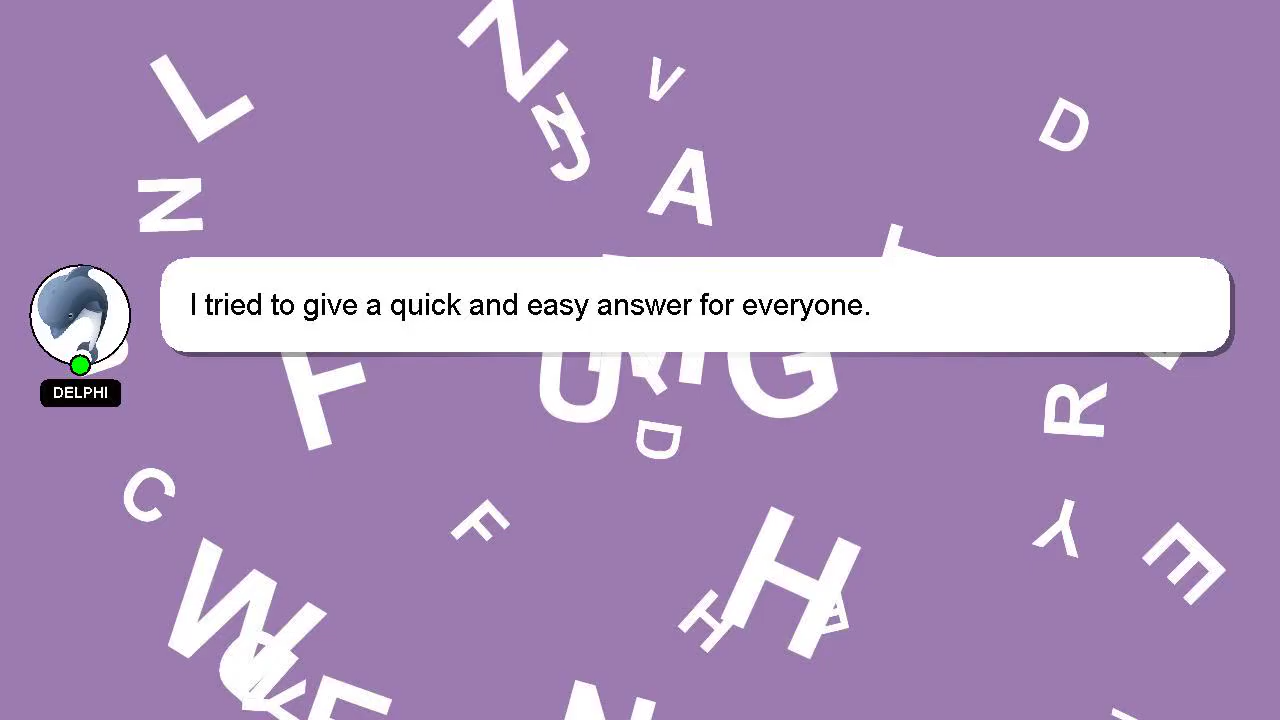 I tried to give a quick and easy answer for everyone.
DELPHI
L
N
V
N
J
A
D
N
T
F
U
G
D
R
C
F
Y
E
H
H
W
N